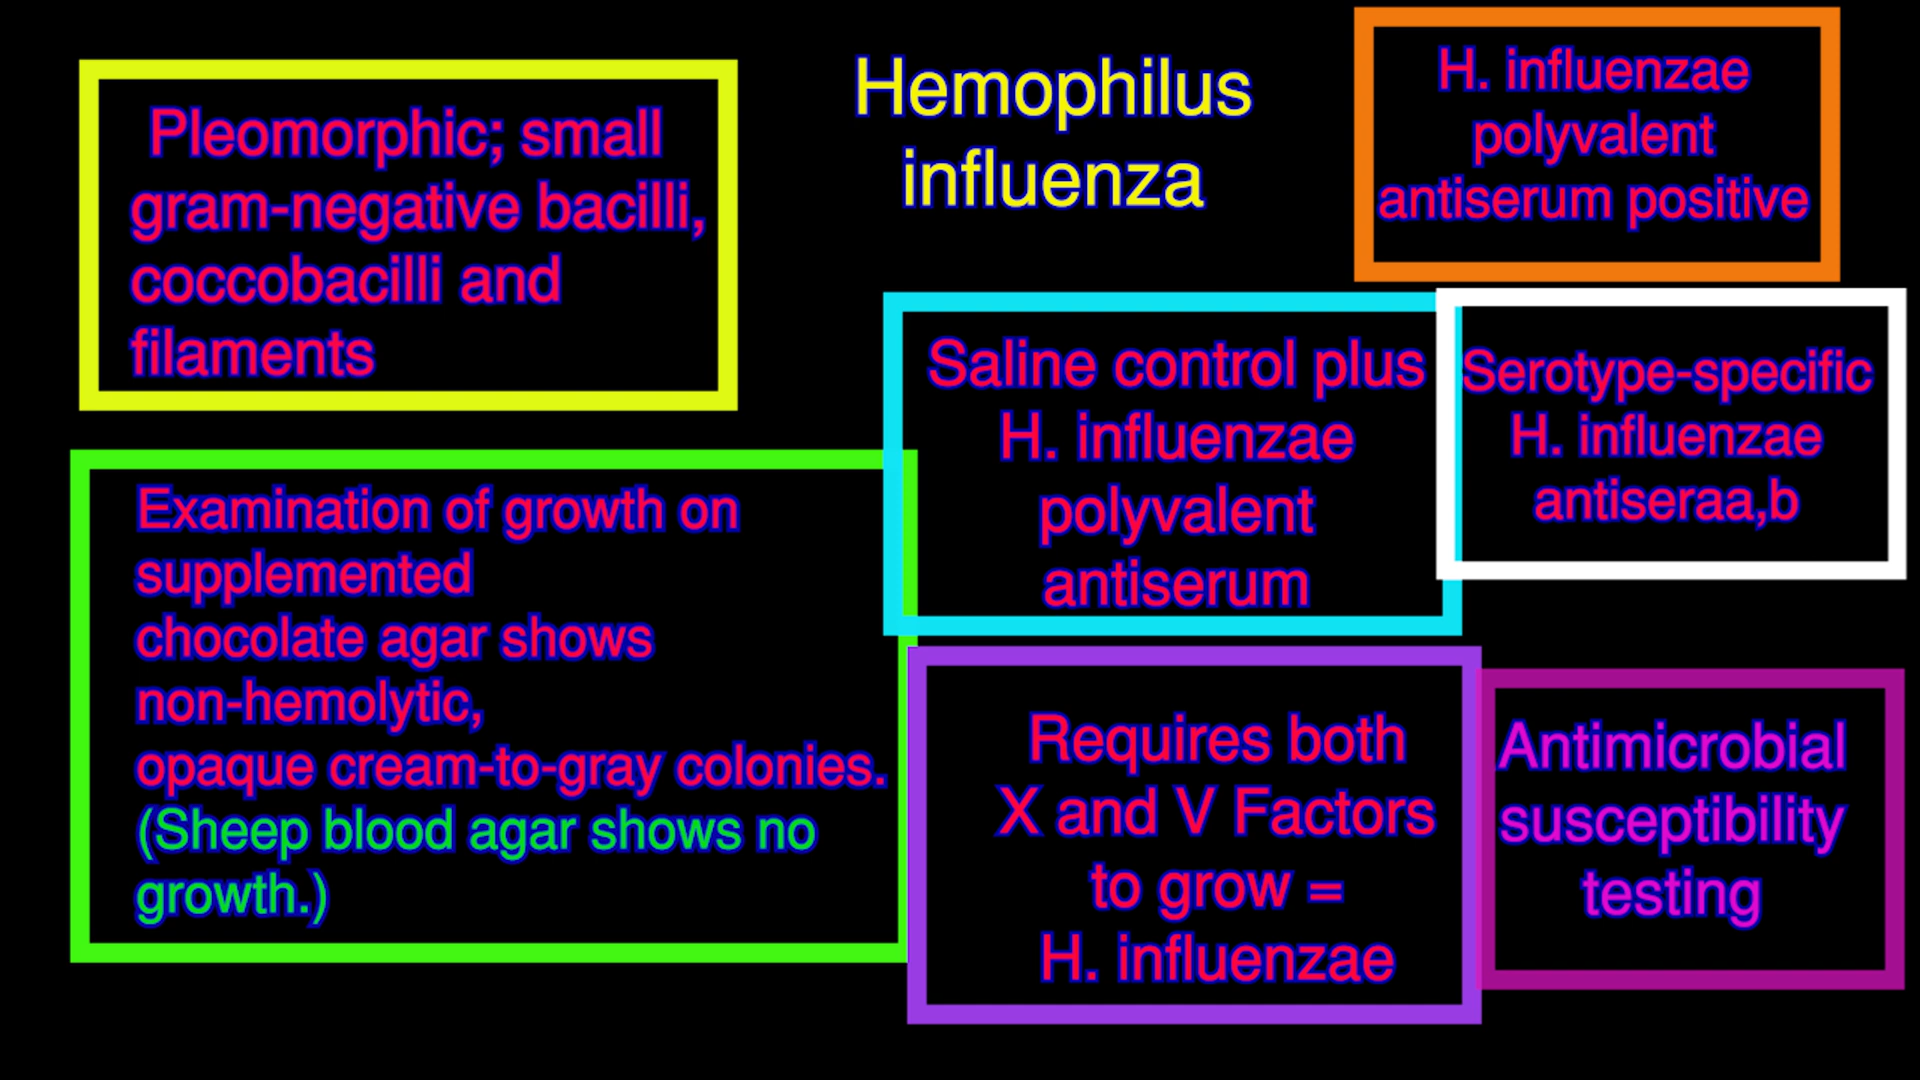 Hemophilus
influenza
Pleomorphic; small
gram-negative bacilli,
coccobacilli and
filaments
H. influenzae
polyvalent
antiserum positive
Examination of growth on
supplemented
chocolate agar shows
non-hemolytic,
opaque cream-to-gray colonies.
(Sheep blood agar shows no
growth.)
Saline control plus
H. influenzae
polyvalent
antiserum
Serotype-specific
H. influenzae
antiseraa,b
Requires both
X and V Factors
to grow =
H. influenzae
Antimicrobial
susceptibility
testing